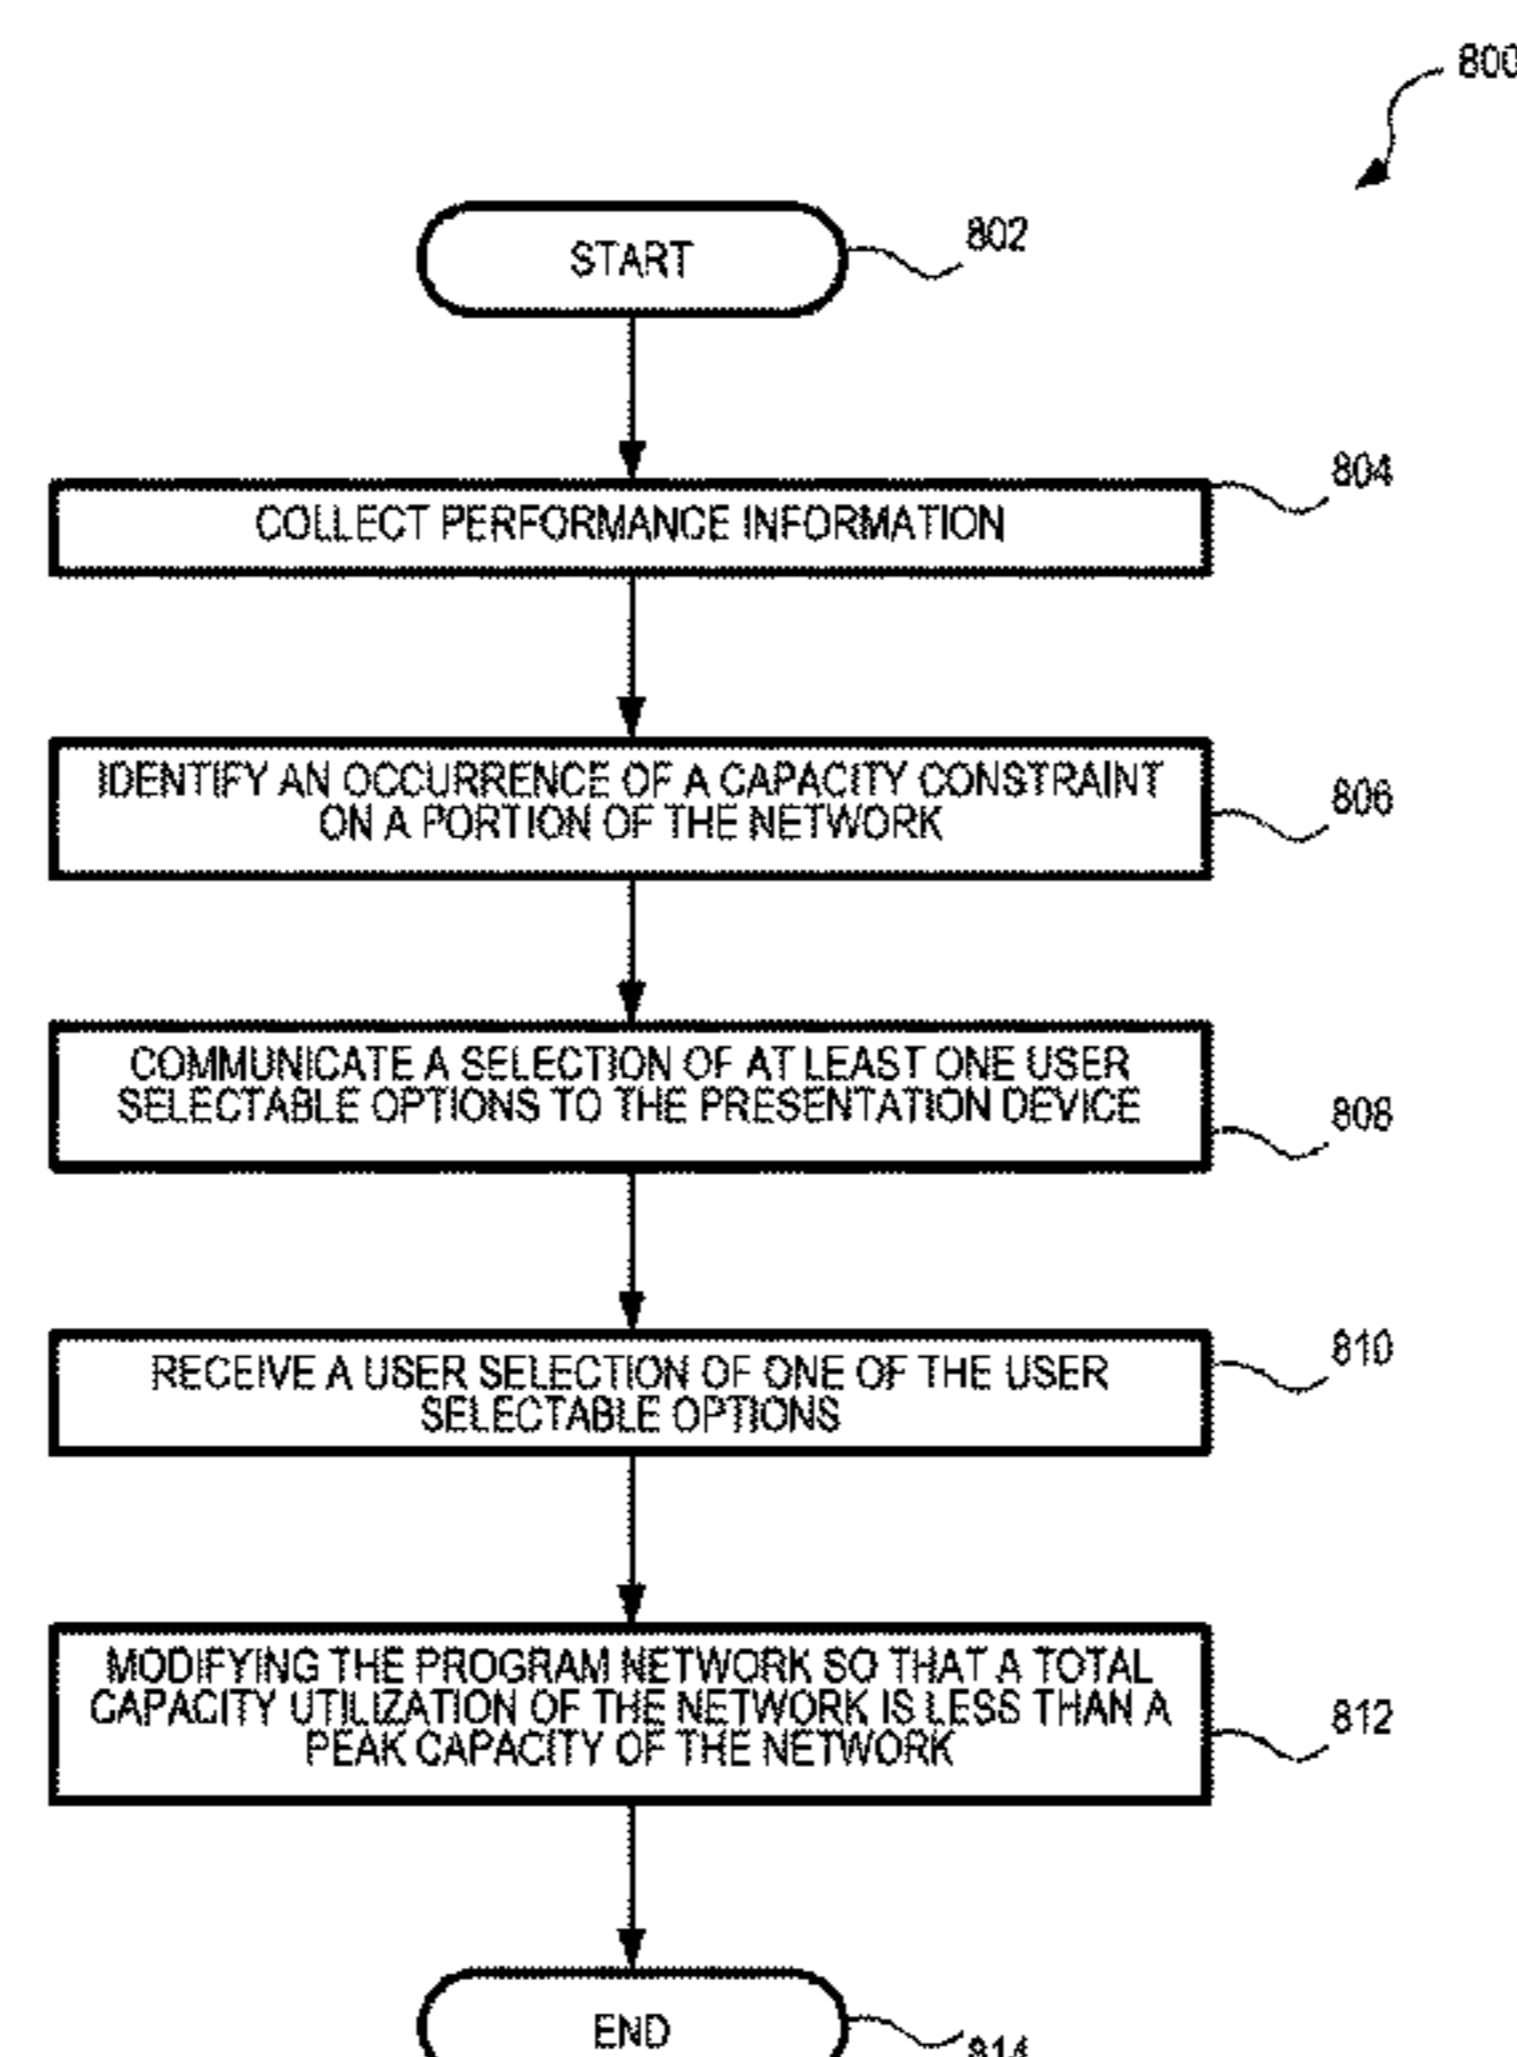 800
START
802
804
COLLECT PERFORMANCE INFORMATION
IDENTIFY AN OCCURRENCE OF A CAPACITY CONSTRAINT
ON A PORTION OF THE NETWORK
806
COMMUNICATE A SELECTION OF AT LEAST ONE USER
SELECTABLE OPTIONS TO THE PRESENTATION DEVICE
808
810
RECEIVE A USER SELECTION OF ONE OF THE USER
SELECTABLE OPTIONS
MODIFYING THE PROGRAM NETWORK SO THAT A TOTAL
CAPACITY UTILIZATION OF THE NETWORK IS LESS THAN A
PEAK CAPACITY OF THE NETWORK
812
END
814